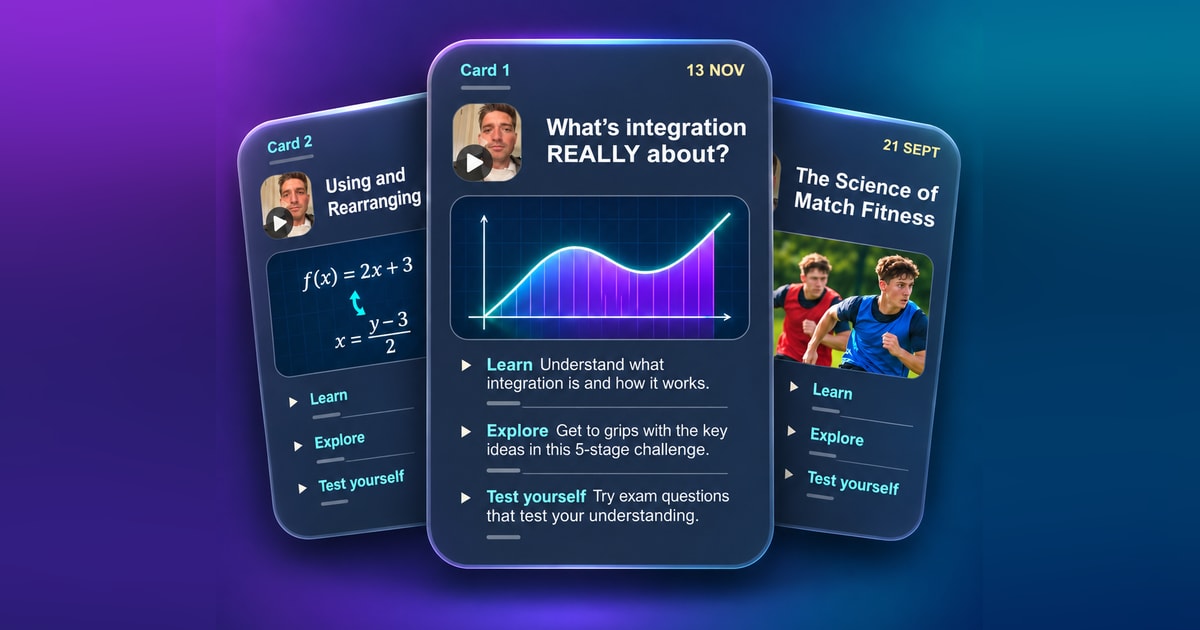 Card 2
Using and
Rearranging
f(x) = 2x + 3
x = y − 3 / 2
Learn
Explore
Test yourself
Card 1
13 NOV
What’s integration
REALLY about?
Learn Understand what
integration is and how it works.
Explore Get to grips with the key
ideas in this 5-stage challenge.
Test yourself Try exam questions
that test your understanding.
21 SEPT
The Science of
Match Fitness
Learn
Explore
Test yourself